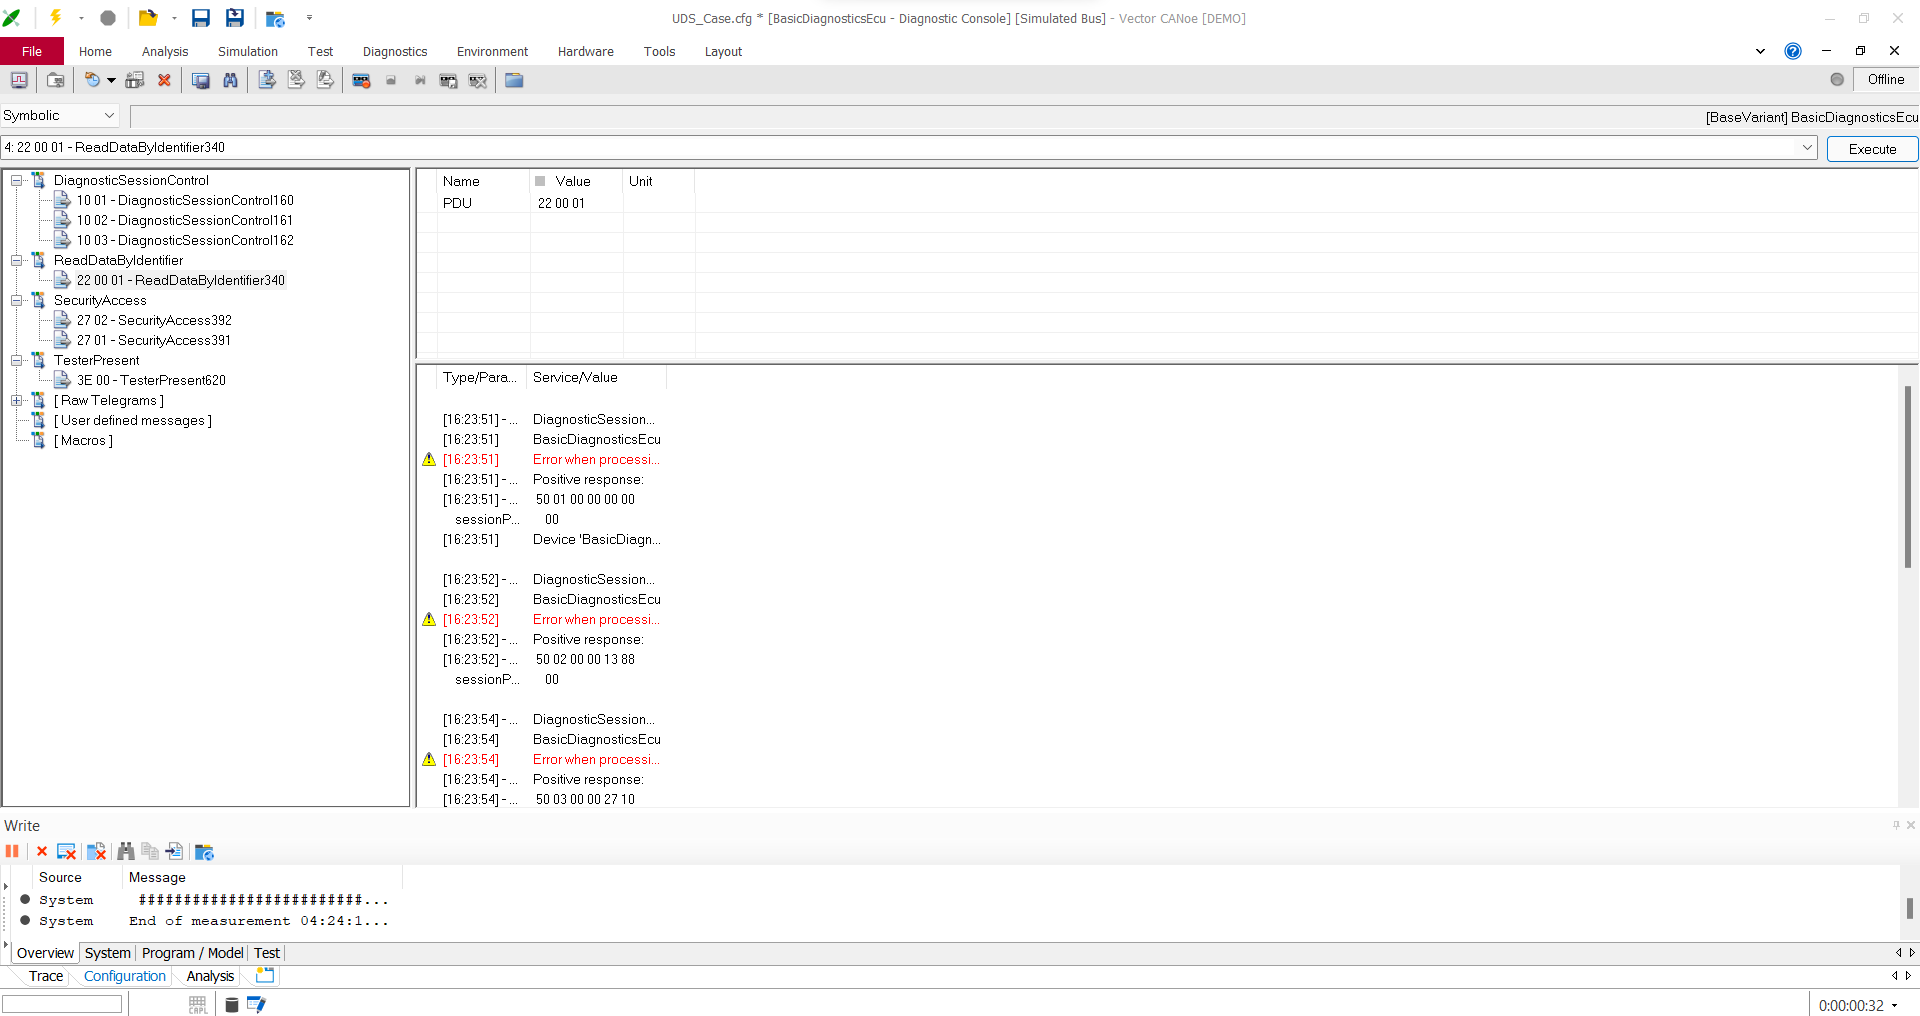 UDS_Case.cfg * [BasicDiagnosticsEcu - Diagnostic Console] [Simulated Bus] - Vector CANoe [DEMO]
File Home Analysis Simulation Test Diagnostics Environment Hardware Tools Layout
Offline
Symbolic
[BaseVariant] BasicDiagnosticsEcu
4: 22 00 01 - ReadDataByIdentifier340
Execute
DiagnosticSessionControl
10 01 - DiagnosticSessionControl160
10 02 - DiagnosticSessionControl161
10 03 - DiagnosticSessionControl162
ReadDataByIdentifier
22 00 01 - ReadDataByIdentifier340
SecurityAccess
27 02 - SecurityAccess392
27 01 - SecurityAccess391
TesterPresent
3E 00 - TesterPresent620
[ Raw Telegrams ]
[ User defined messages ]
[ Macros ]
Name Value Unit
PDU 22 00 01
Type/Para... Service/Value
[16:23:51] - ... DiagnosticSession...
[16:23:51] BasicDiagnosticsEcu
[16:23:51] Error when processi...
[16:23:51] - ... Positive response:
[16:23:51] - ... 50 01 00 00 00 00
sessionP... 00
[16:23:51] Device 'BasicDiagn...
[16:23:52] - ... DiagnosticSession...
[16:23:52] BasicDiagnosticsEcu
[16:23:52] Error when processi...
[16:23:52] - ... Positive response:
[16:23:52] - ... 50 02 00 00 13 88
sessionP... 00
[16:23:54] - ... DiagnosticSession...
[16:23:54] BasicDiagnosticsEcu
[16:23:54] Error when processi...
[16:23:54] - ... Positive response:
[16:23:54] - ... 50 03 00 00 27 10
Write
Source Message
System #########################...
System End of measurement 04:24:1...
Overview System Program / Model Test
Trace Configuration Analysis
CAPL
0:00:00:32